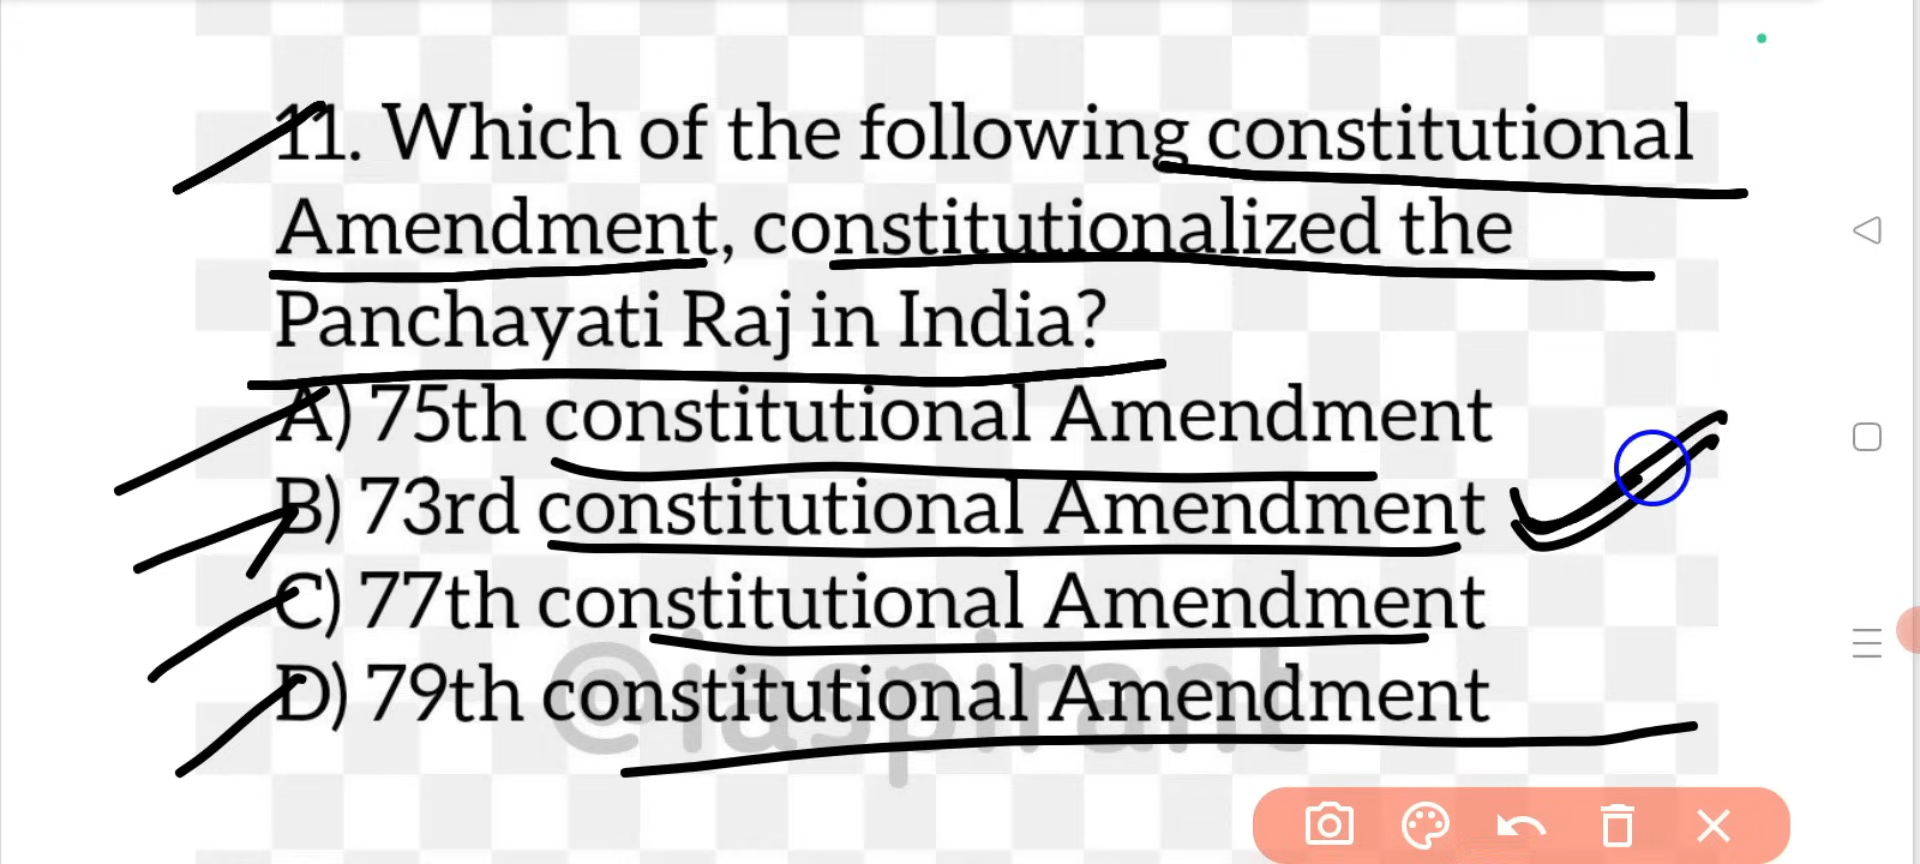 11. Which of the following constitutional
Amendment, constitutionalized the
Panchayati Raj in India?
A) 75th constitutional Amendment
B) 73rd constitutional Amendment
C) 77th constitutional Amendment
D) 79th constitutional Amendment
@iaspirant